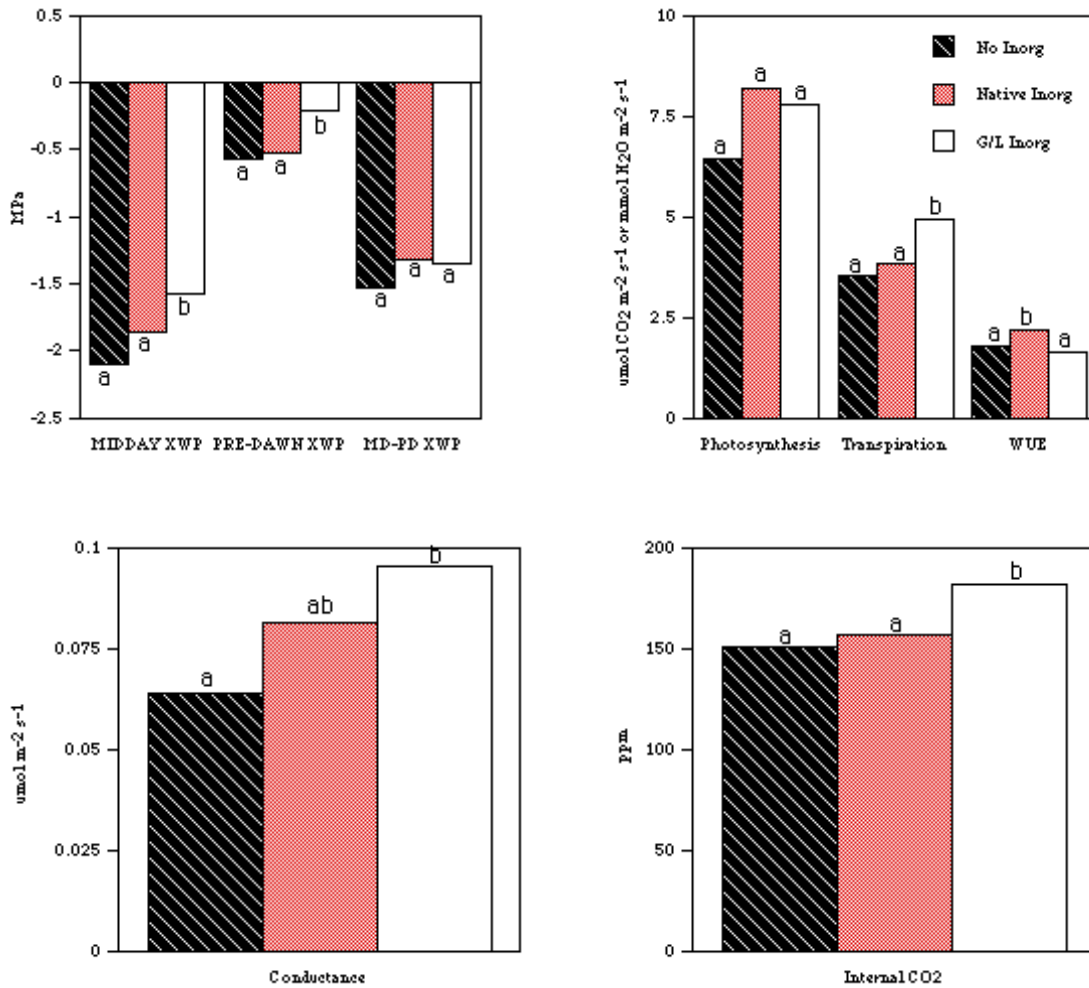 0.5
0
-0.5
-1
-1.5
-2
-2.5
MPa
a
a
b
a
a
b
a
a
a
MIDDAY XWP PRE-DAWN XWP MD-PD XWP
10
7.5
5
2.5
0
umol CO2 m-2 s-1 or mmol H2O m-2 s-1
No Inorg
Native Inorg
G/L Inorg
a
a
a
a
a
b
a
b
a
Photosynthesis Transpiration WUE
0.1
0.075
0.05
0.025
0
umol m-2 s-1
a
ab
b
Conductance
200
150
100
50
0
ppm
a
a
b
Internal CO2